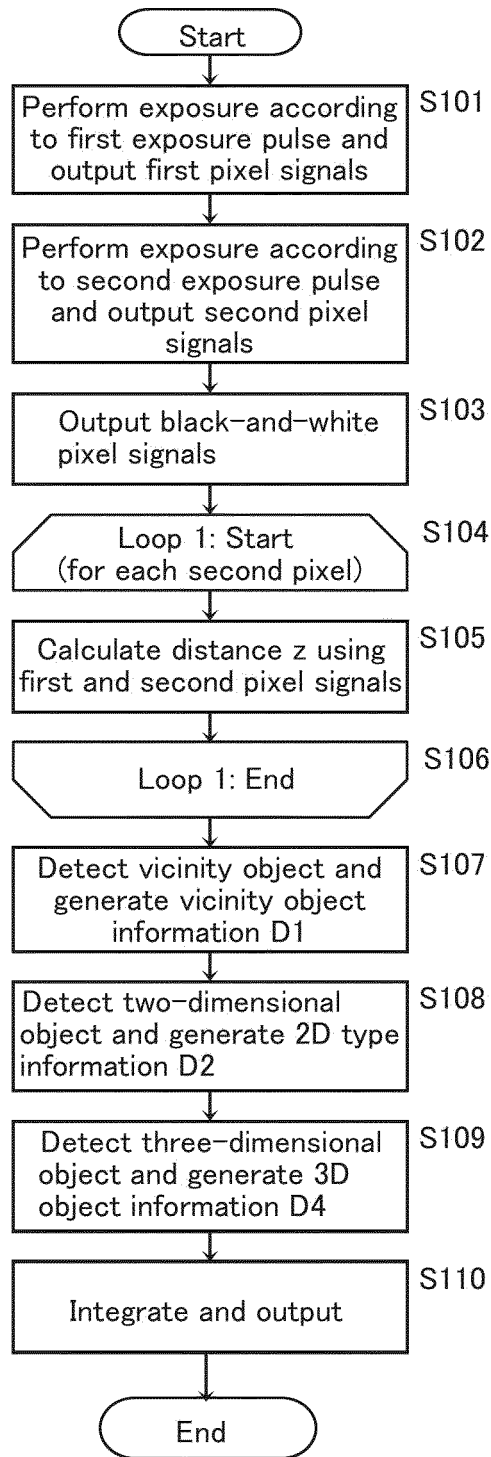 Start
S101
Perform exposure according
to first exposure pulse and
output first pixel signals
S102
Perform exposure according
to second exposure pulse
and output second pixel
signals
S103
Output black-and-white
pixel signals
S104
Loop 1: Start
(for each second pixel)
S105
Calculate distance z using
first and second pixel signals
S106
Loop 1: End
S107
Detect vicinity object and
generate vicinity object
information D1
S108
Detect two-dimensional
object and generate 2D type
information D2
S109
Detect three-dimensional
object and generate 3D
object information D4
S110
Integrate and output
End